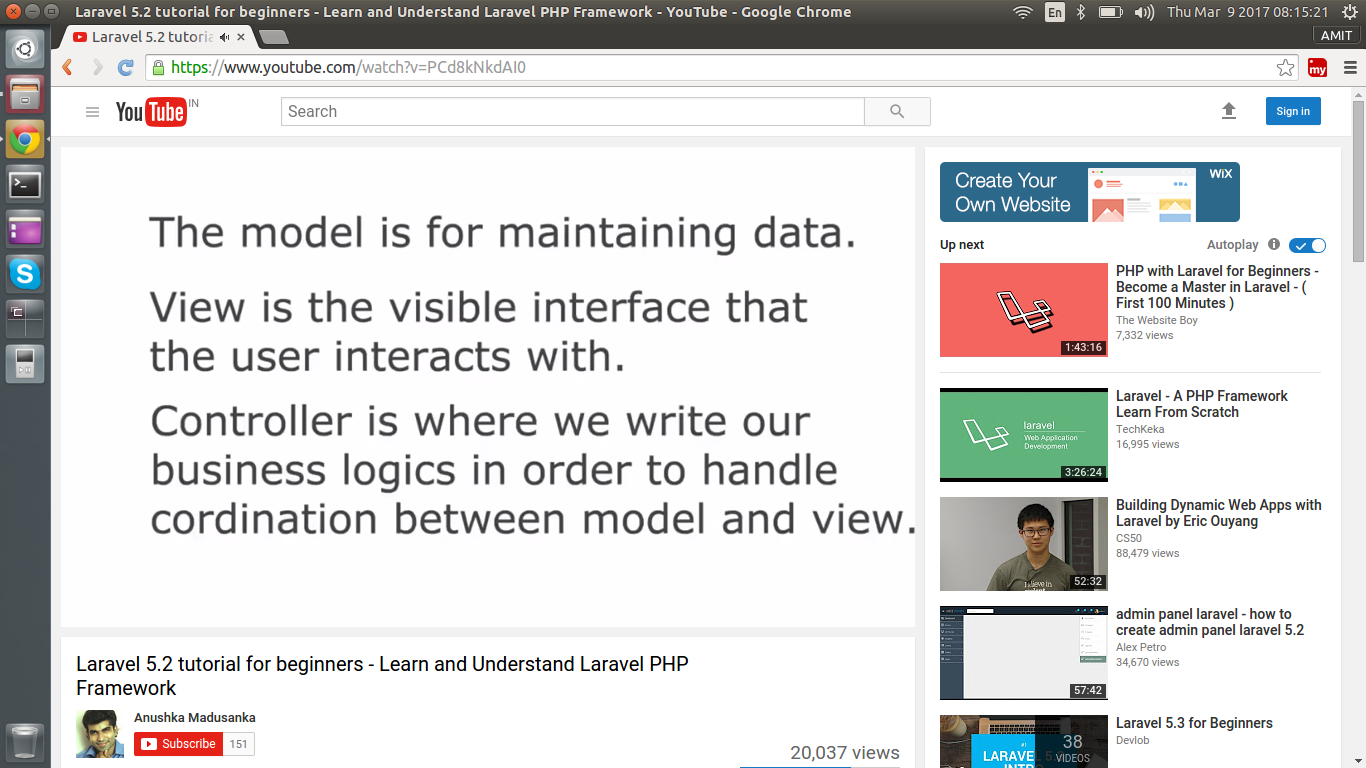 Laravel 5.2 tutorial for beginners - Learn and Understand Laravel PHP Framework - YouTube - Google Chrome
En
Thu Mar 9 2017 08:15:21
Laravel 5.2 tutoria
AMIT
https://www.youtube.com/watch?v=PCd8kNkdAI0
my
YouTube IN
Search
Sign in
The model is for maintaining data.
View is the visible interface that
the user interacts with.
Controller is where we write our
business logics in order to handle
cordination between model and view.
Laravel 5.2 tutorial for beginners - Learn and Understand Laravel PHP
Framework
Anushka Madusanka
Subscribe 151
20,037 views
Create Your
Own Website
WiX
Up next
Autoplay
PHP with Laravel for Beginners -
Become a Master in Laravel - (
First 100 Minutes )
The Website Boy
7,332 views
1:43:16
Laravel - A PHP Framework
Learn From Scratch
TechKeka
16,995 views
laravel
Web Application
Development
3:26:24
Building Dynamic Web Apps with
Laravel by Eric Ouyang
CS50
88,479 views
I believe in
52:32
admin panel laravel - how to
create admin panel laravel 5.2
Alex Petro
34,670 views
57:42
Laravel 5.3 for Beginners
Devlob
38
VIDEOS
LARAVEL 5.3